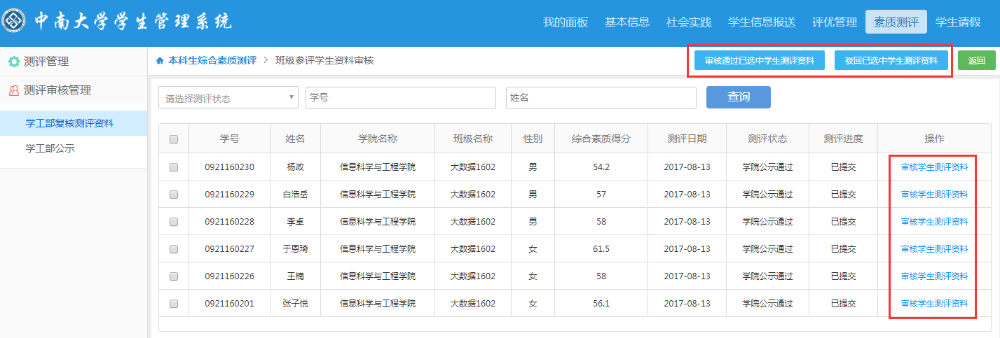 中南大学学生管理系统
我的面板 基本信息 社会实践 学生信息报送 评优管理 素质测评 学生请假
测评管理
测评审核管理
学工部复核测评资料
学工部公示
本科生综合素质测评 > 班级参评学生资料审核
审核通过已选中学生测评资料 驳回已选中学生测评资料 返回
请选择测评状态 学号 姓名 查询
学号 姓名 学院名称 班级名称 性别 综合素质得分 测评日期 测评状态 测评进度 操作
0921160230 杨政 信息科学与工程学院 大数据1602 男 54.2 2017-08-13 学院公示通过 已提交 审核学生测评资料
0921160229 白浩岳 信息科学与工程学院 大数据1602 男 57 2017-08-13 学院公示通过 已提交 审核学生测评资料
0921160228 李卓 信息科学与工程学院 大数据1602 男 58 2017-08-13 学院公示通过 已提交 审核学生测评资料
0921160227 于恩琦 信息科学与工程学院 大数据1602 女 61.5 2017-08-13 学院公示通过 已提交 审核学生测评资料
0921160226 王楠 信息科学与工程学院 大数据1602 女 58 2017-08-13 学院公示通过 已提交 审核学生测评资料
0921160201 张子悦 信息科学与工程学院 大数据1602 女 56.1 2017-08-13 学院公示通过 已提交 审核学生测评资料